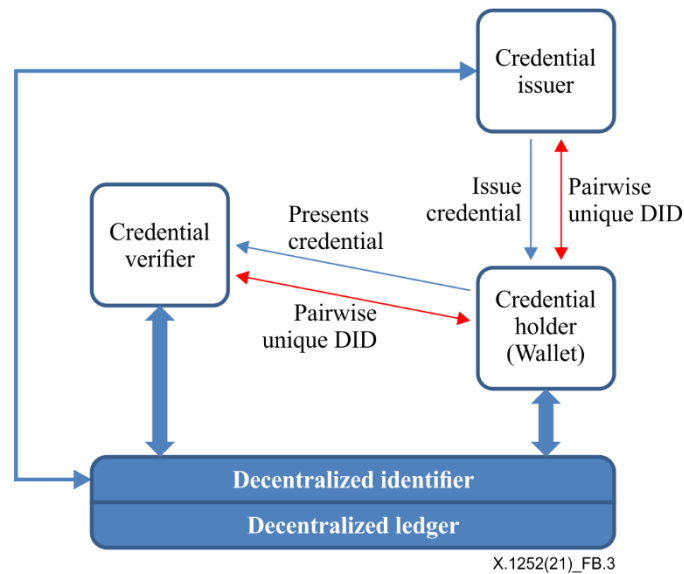 Credential
issuer
Issue
credential
Pairwise
unique DID
Presents
credential
Credential
verifier
Pairwise
unique DID
Credential
holder
(Wallet)
Decentralized identifier
Decentralized ledger
X.1252(21)_FB.3